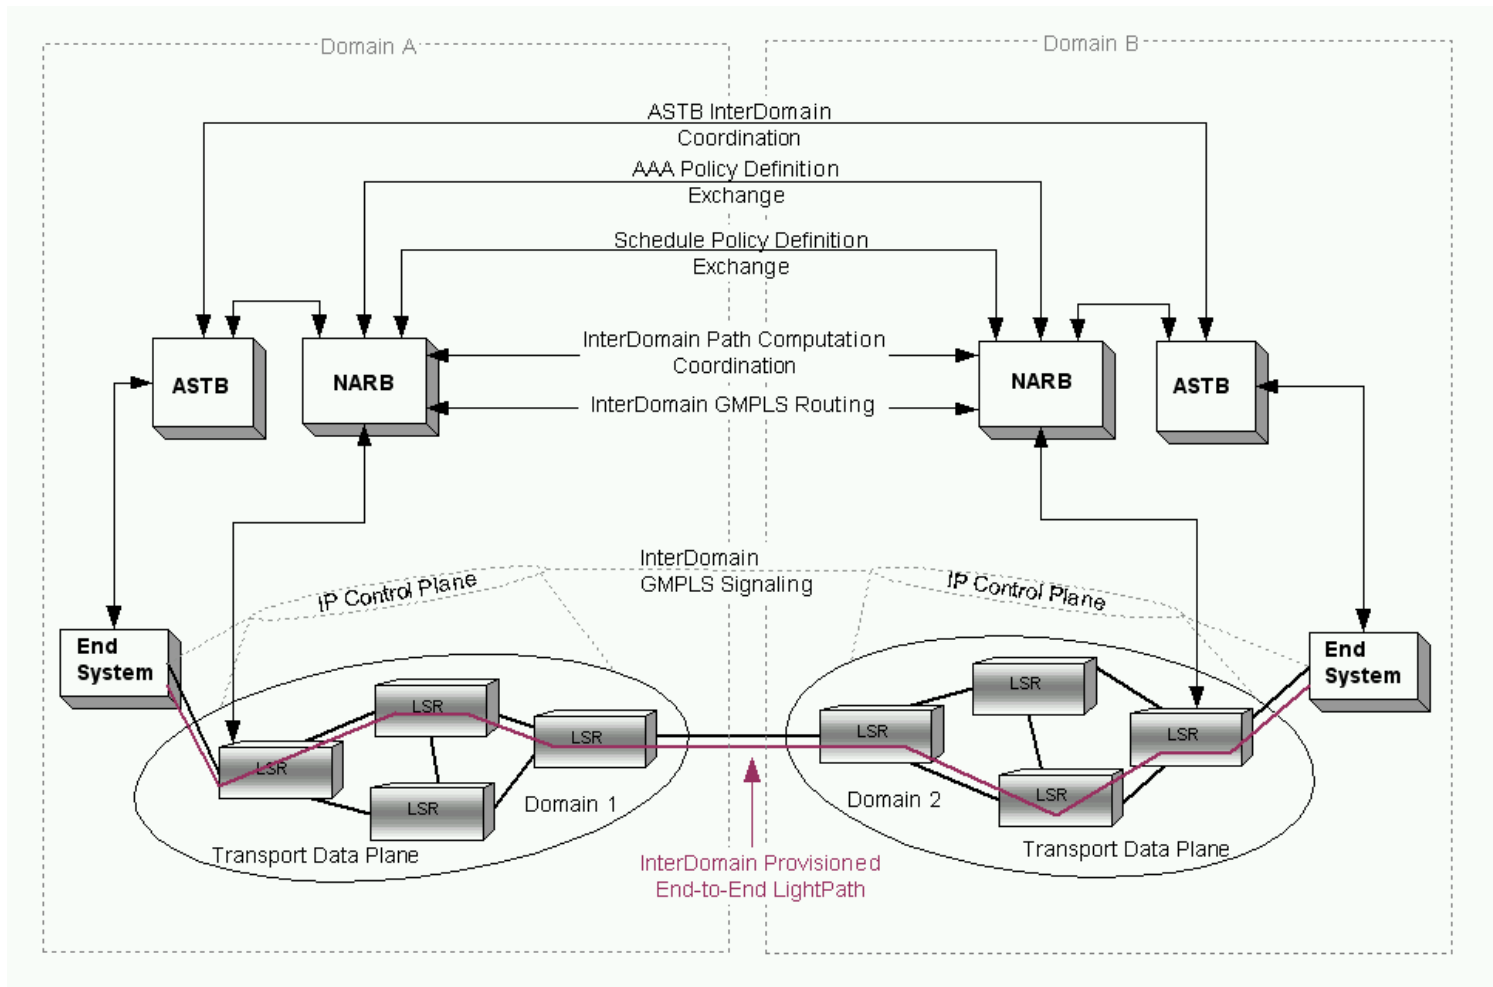 Domain A
Domain B
ASTB InterDomain
Coordination
AAA Policy Definition
Exchange
Schedule Policy Definition
Exchange
InterDomain Path Computation
Coordination
ASTB
NARB
NARB
ASTB
InterDomain GMPLS Routing
InterDomain
GMPLS Signaling
IP Control Plane
IP Control Plane
End
System
End
System
LSR
LSR
LSR
LSR
Domain 1
Transport Data Plane
LSR
LSR
LSR
LSR
Domain 2
Transport Data Plane
InterDomain Provisioned
End-to-End LightPath